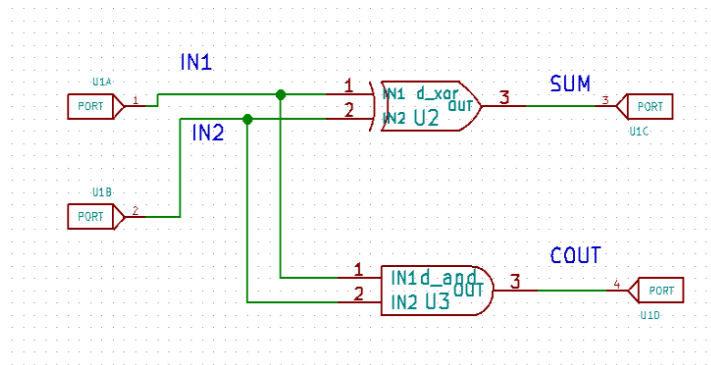 IN1
U1A
PORT 1
1 IN1 d_xor
2 IN2 U2
OUT 3
SUM
3 PORT
U1C
IN2
U1B
PORT 2
COUT
1 IN1 d_and
2 IN2 U3
OUT 3
4 PORT
U1D